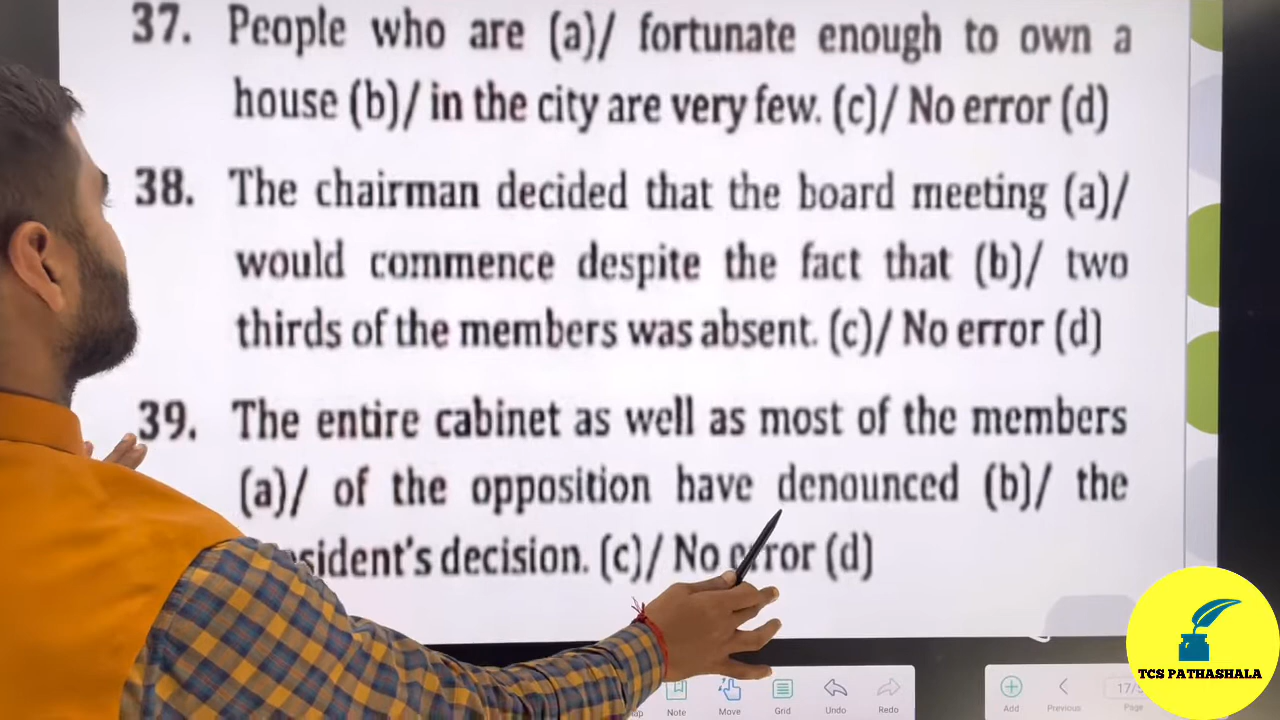 37. People who are (a)/ fortunate enough to own a
house (b)/ in the city are very few. (c)/ No error (d)
38. The chairman decided that the board meeting (a)/
would commence despite the fact that (b)/ two
thirds of the members was absent. (c)/ No error (d)
39. The entire cabinet as well as most of the members
(a)/ of the opposition have denounced (b)/ the
decision. (c)/ No error (d)
Note Move Grid Undo Redo Add Previous Page
TCS PATHASHALA